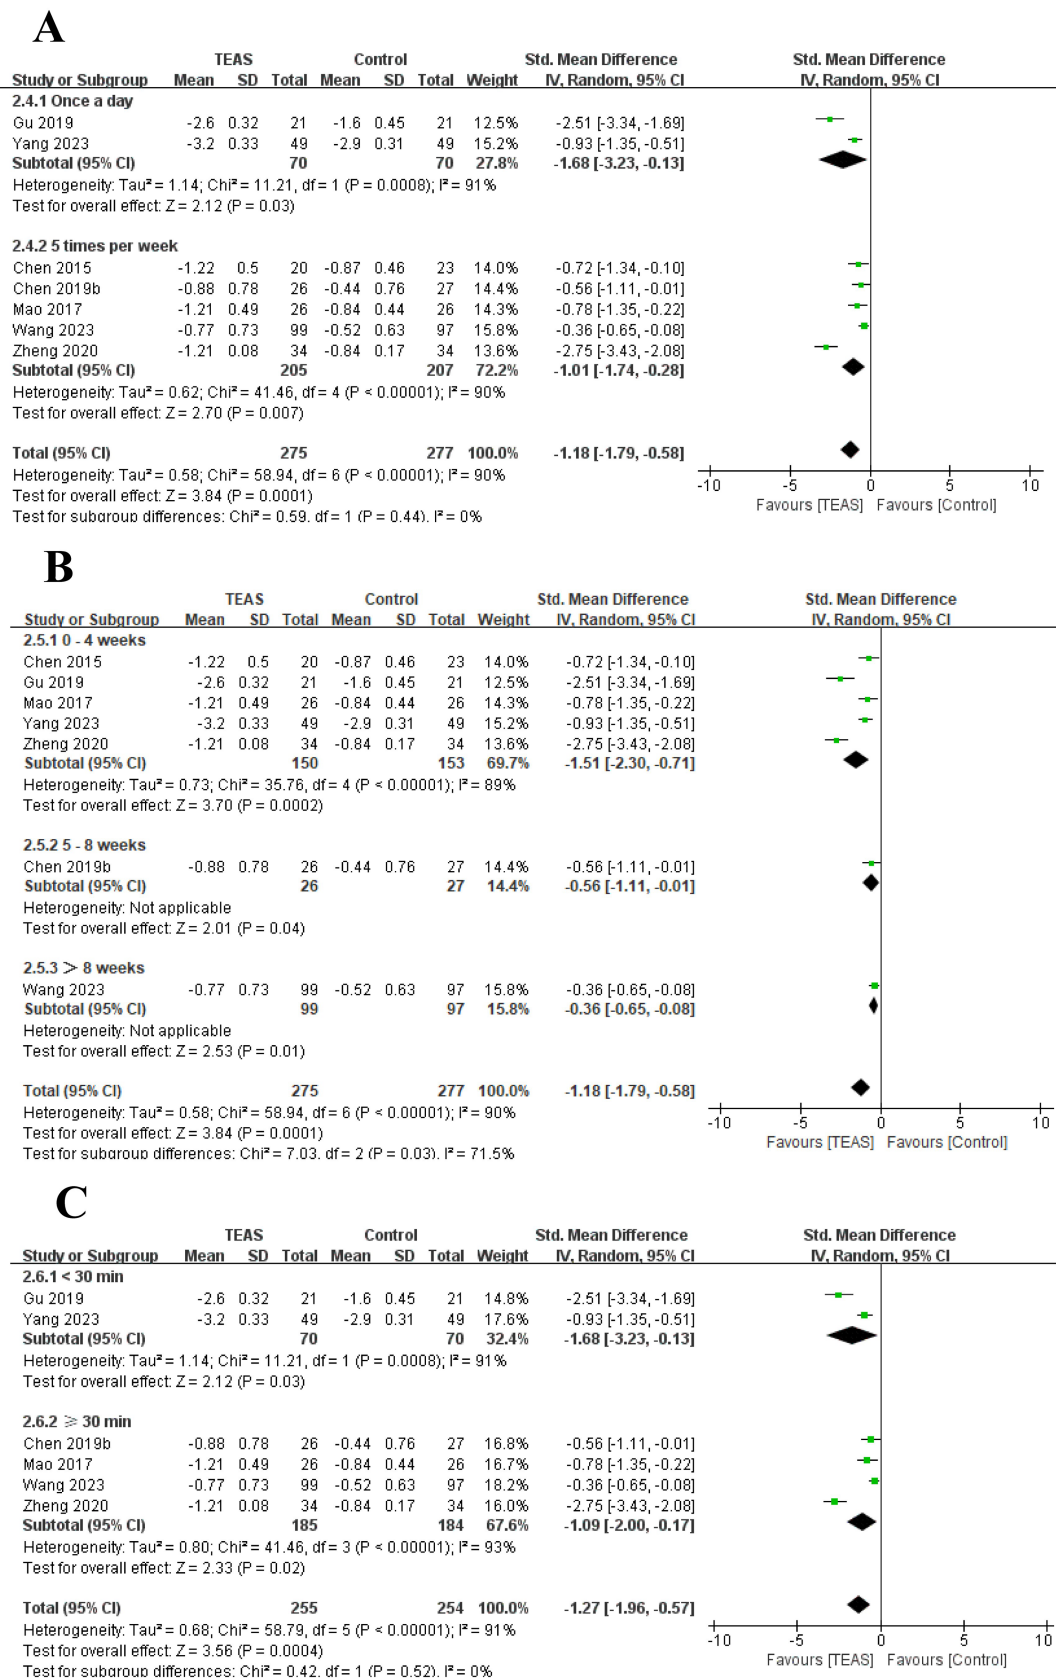 A
TEAS Control Std. Mean Difference Std. Mean Difference
Study or Subgroup Mean SD Total Mean SD Total Weight IV, Random, 95% CI IV, Random, 95% CI
2.4.1 Once a day
Gu 2019 -2.6 0.32 21 -1.6 0.45 21 12.5% -2.51 [-3.34, -1.69]
Yang 2023 -3.2 0.33 49 -2.9 0.31 49 15.2% -0.93 [-1.35, -0.51]
Subtotal (95% CI) 70 70 27.8% -1.68 [-3.23, -0.13]
Heterogeneity: Tau² = 1.14; Chi² = 11.21, df = 1 (P = 0.0008); I² = 91%
Test for overall effect: Z = 2.12 (P = 0.03)
2.4.2 5 times per week
Chen 2015 -1.22 0.5 20 -0.87 0.46 23 14.0% -0.72 [-1.34, -0.10]
Chen 2019b -0.88 0.78 26 -0.44 0.76 27 14.4% -0.56 [-1.11, -0.01]
Mao 2017 -1.21 0.49 26 -0.84 0.44 26 14.3% -0.78 [-1.35, -0.22]
Wang 2023 -0.77 0.73 99 -0.52 0.63 97 15.8% -0.36 [-0.65, -0.08]
Zheng 2020 -1.21 0.08 34 -0.84 0.17 34 13.6% -2.75 [-3.43, -2.08]
Subtotal (95% CI) 205 207 72.2% -1.01 [-1.74, -0.28]
Heterogeneity: Tau² = 0.62; Chi² = 41.46, df = 4 (P < 0.00001); I² = 90%
Test for overall effect: Z = 2.70 (P = 0.007)
Total (95% CI) 275 277 100.0% -1.18 [-1.79, -0.58]
Heterogeneity: Tau² = 0.58; Chi² = 58.94, df = 6 (P < 0.00001); I² = 90%
Test for overall effect: Z = 3.84 (P = 0.0001)
Test for subgroup differences: Chi² = 0.59, df = 1 (P = 0.44), I² = 0%
-10 -5 0 5 10
Favours [TEAS] Favours [Control]
B
TEAS Control Std. Mean Difference Std. Mean Difference
Study or Subgroup Mean SD Total Mean SD Total Weight IV, Random, 95% CI IV, Random, 95% CI
2.5.1 0 - 4 weeks
Chen 2015 -1.22 0.5 20 -0.87 0.46 23 14.0% -0.72 [-1.34, -0.10]
Gu 2019 -2.6 0.32 21 -1.6 0.45 21 12.5% -2.51 [-3.34, -1.69]
Mao 2017 -1.21 0.49 26 -0.84 0.44 26 14.3% -0.78 [-1.35, -0.22]
Yang 2023 -3.2 0.33 49 -2.9 0.31 49 15.2% -0.93 [-1.35, -0.51]
Zheng 2020 -1.21 0.08 34 -0.84 0.17 34 13.6% -2.75 [-3.43, -2.08]
Subtotal (95% CI) 150 153 69.7% -1.51 [-2.30, -0.71]
Heterogeneity: Tau² = 0.73; Chi² = 35.76, df = 4 (P < 0.00001); I² = 89%
Test for overall effect: Z = 3.70 (P = 0.0002)
2.5.2 5 - 8 weeks
Chen 2019b -0.88 0.78 26 -0.44 0.76 27 14.4% -0.56 [-1.11, -0.01]
Subtotal (95% CI) 26 27 14.4% -0.56 [-1.11, -0.01]
Heterogeneity: Not applicable
Test for overall effect: Z = 2.01 (P = 0.04)
2.5.3 ＞ 8 weeks
Wang 2023 -0.77 0.73 99 -0.52 0.63 97 15.8% -0.36 [-0.65, -0.08]
Subtotal (95% CI) 99 97 15.8% -0.36 [-0.65, -0.08]
Heterogeneity: Not applicable
Test for overall effect: Z = 2.53 (P = 0.01)
Total (95% CI) 275 277 100.0% -1.18 [-1.79, -0.58]
Heterogeneity: Tau² = 0.58; Chi² = 58.94, df = 6 (P < 0.00001); I² = 90%
Test for overall effect: Z = 3.84 (P = 0.0001)
Test for subgroup differences: Chi² = 7.03, df = 2 (P = 0.03), I² = 71.5%
-10 -5 0 5 10
Favours [TEAS] Favours [Control]
C
TEAS Control Std. Mean Difference Std. Mean Difference
Study or Subgroup Mean SD Total Mean SD Total Weight IV, Random, 95% CI IV, Random, 95% CI
2.6.1 < 30 min
Gu 2019 -2.6 0.32 21 -1.6 0.45 21 14.8% -2.51 [-3.34, -1.69]
Yang 2023 -3.2 0.33 49 -2.9 0.31 49 17.6% -0.93 [-1.35, -0.51]
Subtotal (95% CI) 70 70 32.4% -1.68 [-3.23, -0.13]
Heterogeneity: Tau² = 1.14; Chi² = 11.21, df = 1 (P = 0.0008); I² = 91%
Test for overall effect: Z = 2.12 (P = 0.03)
2.6.2 ⩾ 30 min
Chen 2019b -0.88 0.78 26 -0.44 0.76 27 16.8% -0.56 [-1.11, -0.01]
Mao 2017 -1.21 0.49 26 -0.84 0.44 26 16.7% -0.78 [-1.35, -0.22]
Wang 2023 -0.77 0.73 99 -0.52 0.63 97 18.2% -0.36 [-0.65, -0.08]
Zheng 2020 -1.21 0.08 34 -0.84 0.17 34 16.0% -2.75 [-3.43, -2.08]
Subtotal (95% CI) 185 184 67.6% -1.09 [-2.00, -0.17]
Heterogeneity: Tau² = 0.80; Chi² = 41.46, df = 3 (P < 0.00001); I² = 93%
Test for overall effect: Z = 2.33 (P = 0.02)
Total (95% CI) 255 254 100.0% -1.27 [-1.96, -0.57]
Heterogeneity: Tau² = 0.68; Chi² = 58.79, df = 5 (P < 0.00001); I² = 91%
Test for overall effect: Z = 3.56 (P = 0.0004)
Test for subgroup differences: Chi² = 0.42, df = 1 (P = 0.52), I² = 0%
-10 -5 0 5 10
Favours [TEAS] Favours [Control]